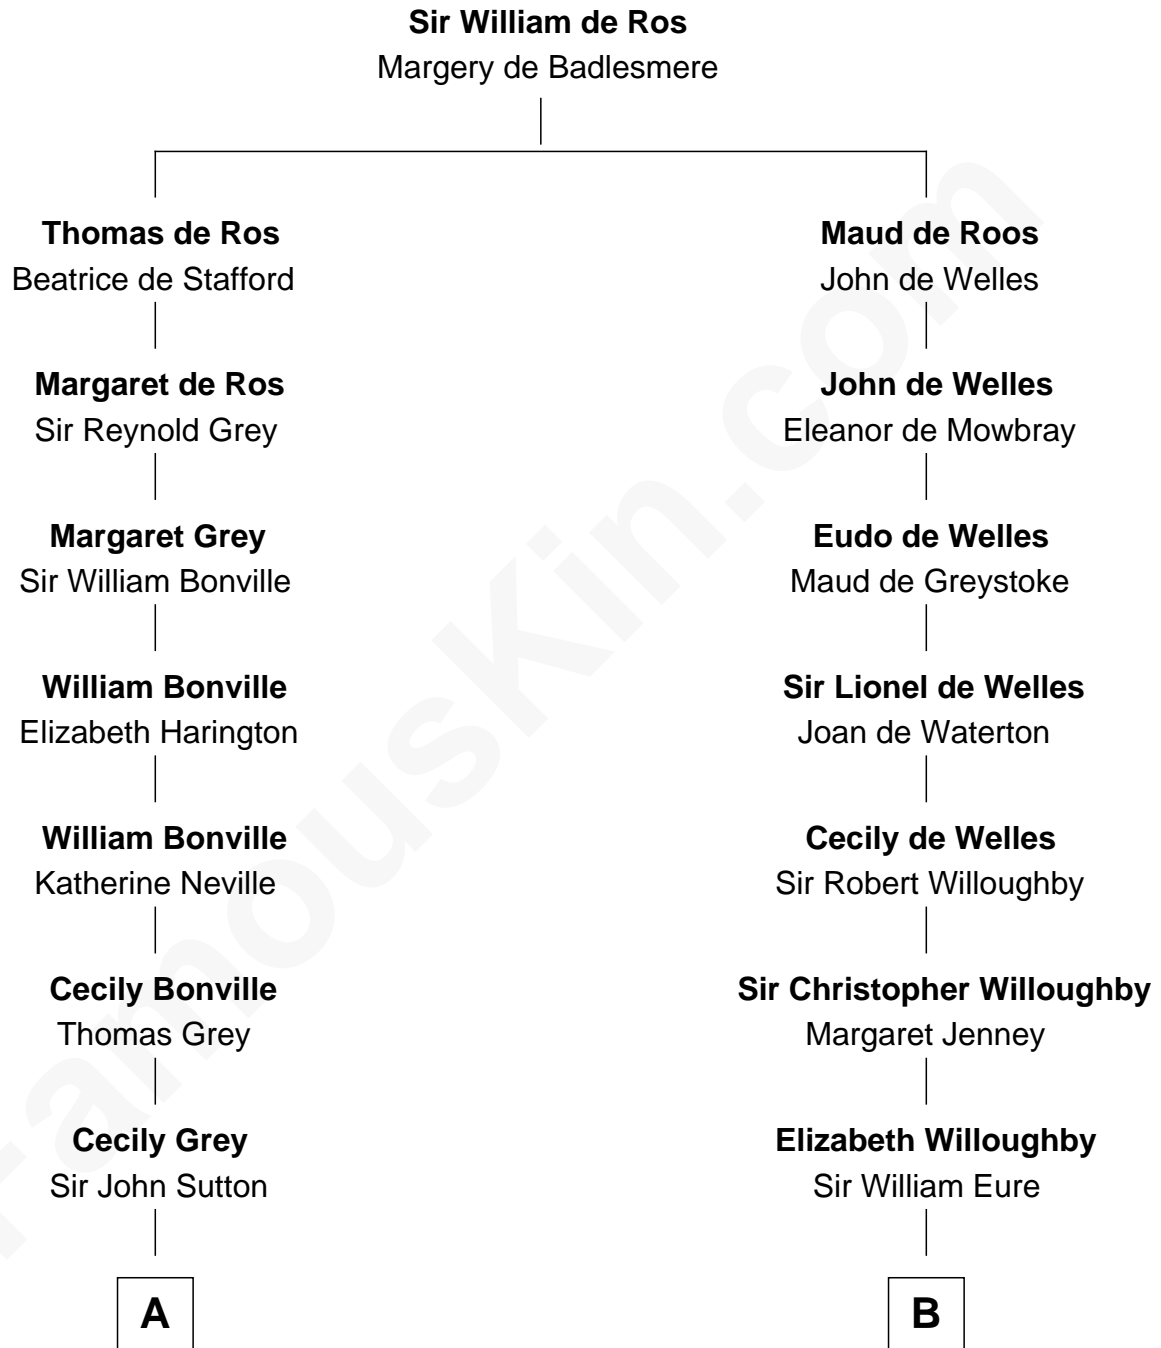 Sir William de Ros
Margery de Badlesmere
Thomas de Ros
Beatrice de Stafford
Maud de Roos
John de Welles
Margaret de Ros
Sir Reynold Grey
John de Welles
Eleanor de Mowbray
Margaret Grey
Sir William Bonville
Eudo de Welles
Maud de Greystoke
William Bonville
Elizabeth Harington
Sir Lionel de Welles
Joan de Waterton
William Bonville
Katherine Neville
Cecily de Welles
Sir Robert Willoughby
Cecily Bonville
Thomas Grey
Sir Christopher Willoughby
Margaret Jenney
Cecily Grey
Sir John Sutton
Elizabeth Willoughby
Sir William Eure
A
B
FamousKin.com